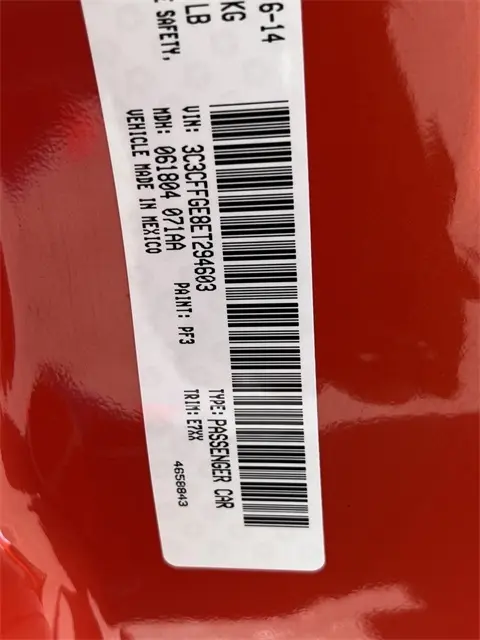 6-14
KG
LB
E SAFETY,
VIN: 3C3CFFGE8ET294603 TYPE: PASSENGER CAR
MDH: 061804 071AA PAINT: PF3 TRIM: E7XX
VEHICLE MADE IN MEXICO 4658843